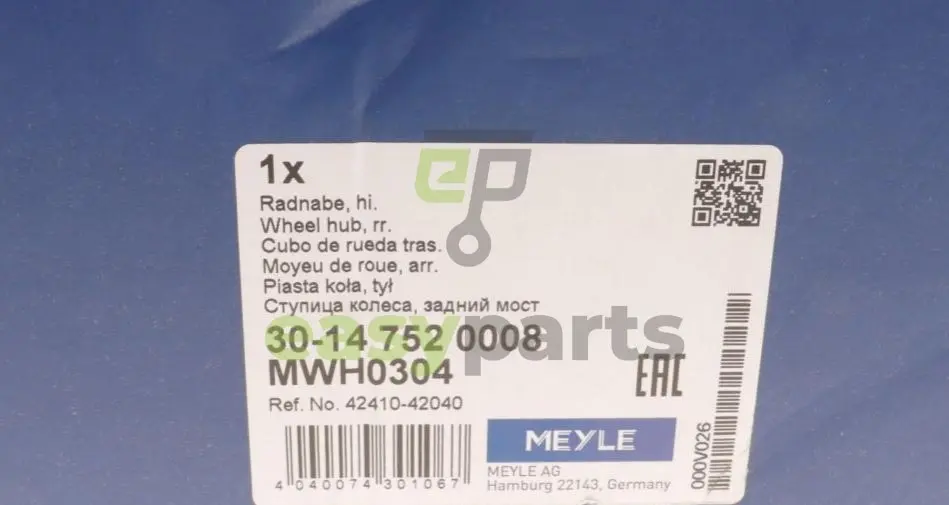 1x
Radnabe, hi.
Wheel hub, rr.
Cubo de rueda tras.
Moyeu de roue, arr.
Piasta koła, tył
Ступица колеса, задний мост
30-14 752 0008
MWH0304
Ref. No. 42410-42040
4 040074 301067
MEYLE
MEYLE AG
Hamburg 22143, Germany
EAC
000V026
ep
easyparts